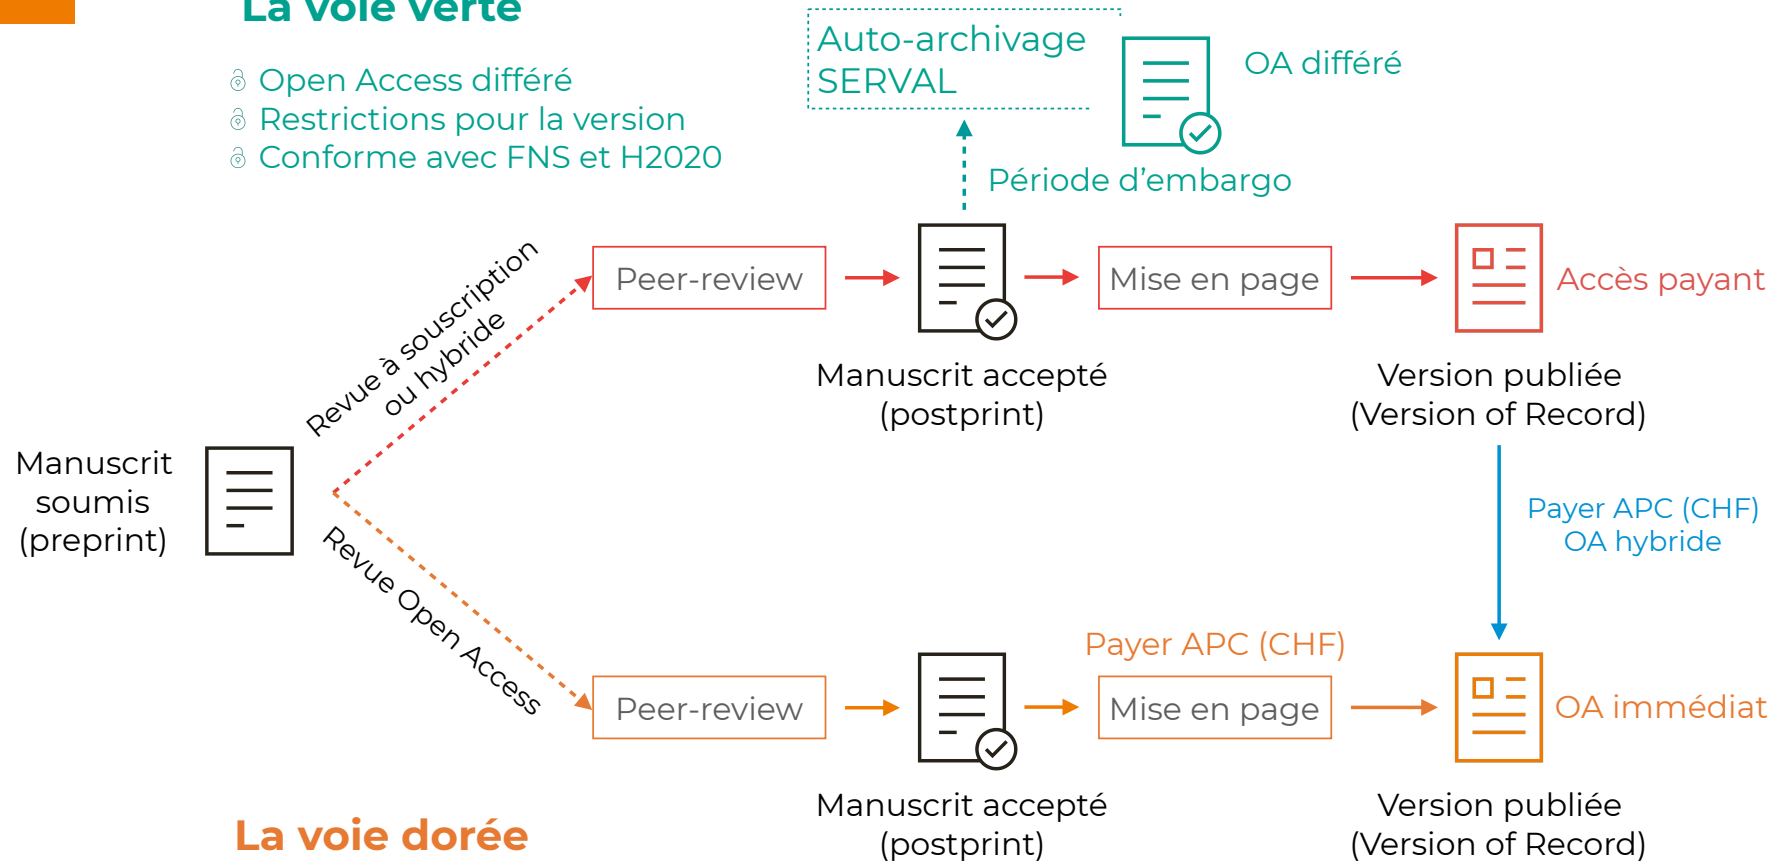 La voie verte
Open Access différé
Restrictions pour la version
Conforme avec FNS et H2020
Auto-archivage
SERVAL
OA différé
Période d'embargo
Revue à souscription
ou hybride
Peer-review
Manuscrit accepté
(postprint)
Mise en page
Accès payant
Version publiée
(Version of Record)
Manuscrit
soumis
(preprint)
Payer APC (CHF)
OA hybride
Revue Open Access
Peer-review
Manuscrit accepté
(postprint)
Payer APC (CHF)
Mise en page
OA immédiat
Version publiée
(Version of Record)
La voie dorée